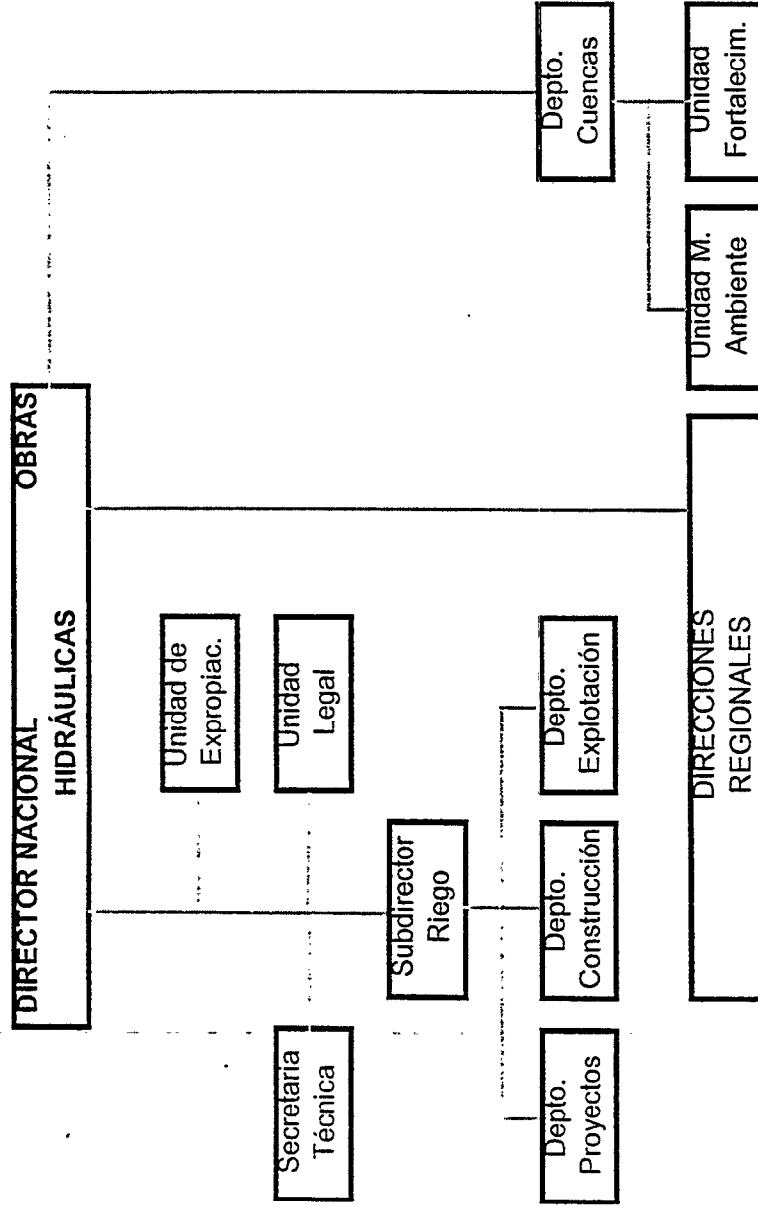 DIRECTOR NACIONAL OBRAS
HIDRÁULICAS
Unidad de
Expropiac.
Secretaria
Técnica
Unidad
Legal
Subdirector
Riego
Depto.
Proyectos
Depto.
Construcción
Depto.
Explotación
Depto.
Cuencas
DIRECCIONES
REGIONALES
Unidad M.
Ambiente
Unidad
Fortalecim.